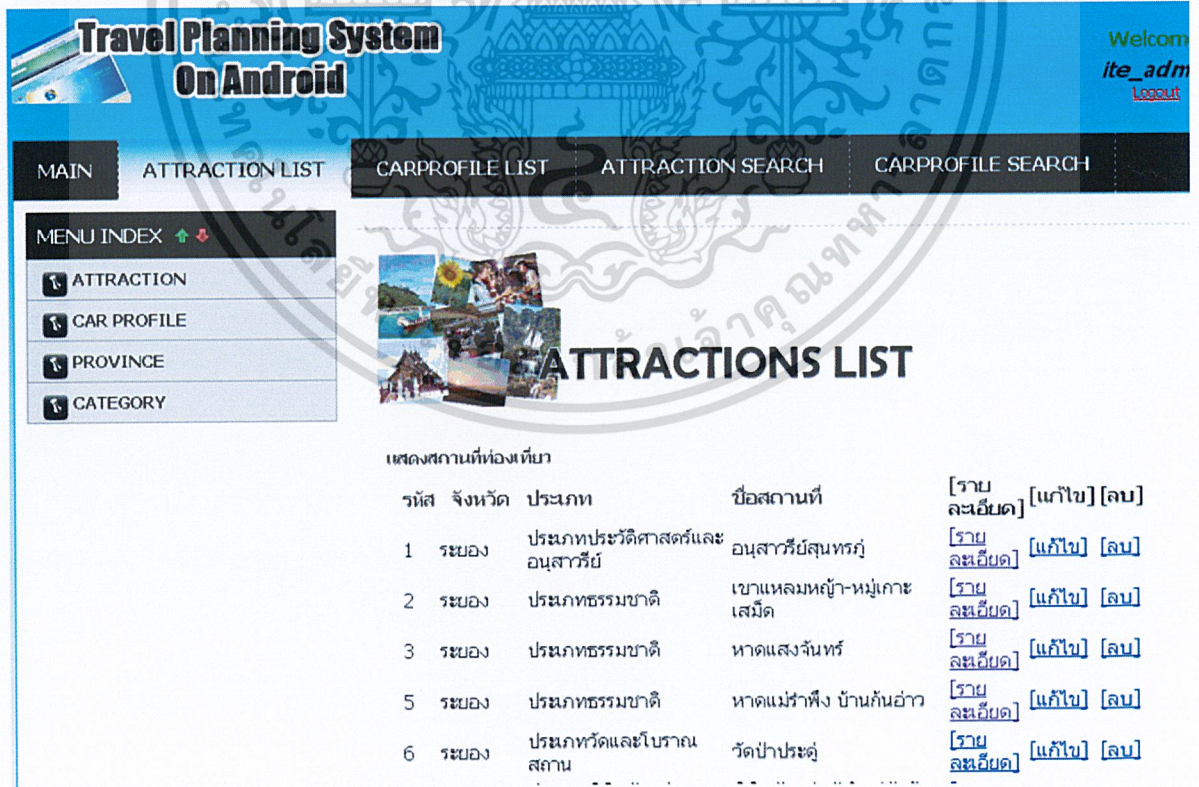 Travel Planning System
On Android
Welcom
ite_adm
Logout
MAIN
ATTRACTION LIST
CARPROFILE LIST
ATTRACTION SEARCH
CARPROFILE SEARCH
MENU INDEX
ATTRACTION
CAR PROFILE
PROVINCE
CATEGORY
ATTRACTIONS LIST
แสดงสถานที่ท่องเที่ยว
รหัส จังหวัด ประเภท ชื่อสถานที่ [ราย
ละเอียด] [แก้ไข] [ลบ]
1 ระยอง ประเภทประวัติศาสตร์และ
อนุสาวรีย์ อนุสาวรีย์สุนทรภู่ [ราย
ละเอียด] [แก้ไข] [ลบ]
2 ระยอง ประเภทธรรมชาติ เขาแหลมหญ้า-หมู่เกาะ
เสม็ด [ราย
ละเอียด] [แก้ไข] [ลบ]
3 ระยอง ประเภทธรรมชาติ หาดแสงจันทร์ [ราย
ละเอียด] [แก้ไข] [ลบ]
5 ระยอง ประเภทธรรมชาติ หาดแม่รำพึง บ้านก้นอ่าว [ราย
ละเอียด] [แก้ไข] [ลบ]
6 ระยอง ประเภทวัดและโบราณ
สถาน วัดป่าประดู่ [ราย
ละเอียด] [แก้ไข] [ลบ]